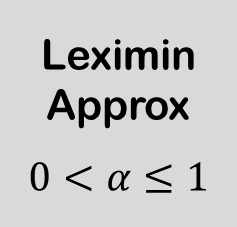 Leximin
Approx
0 < α ≤ 1